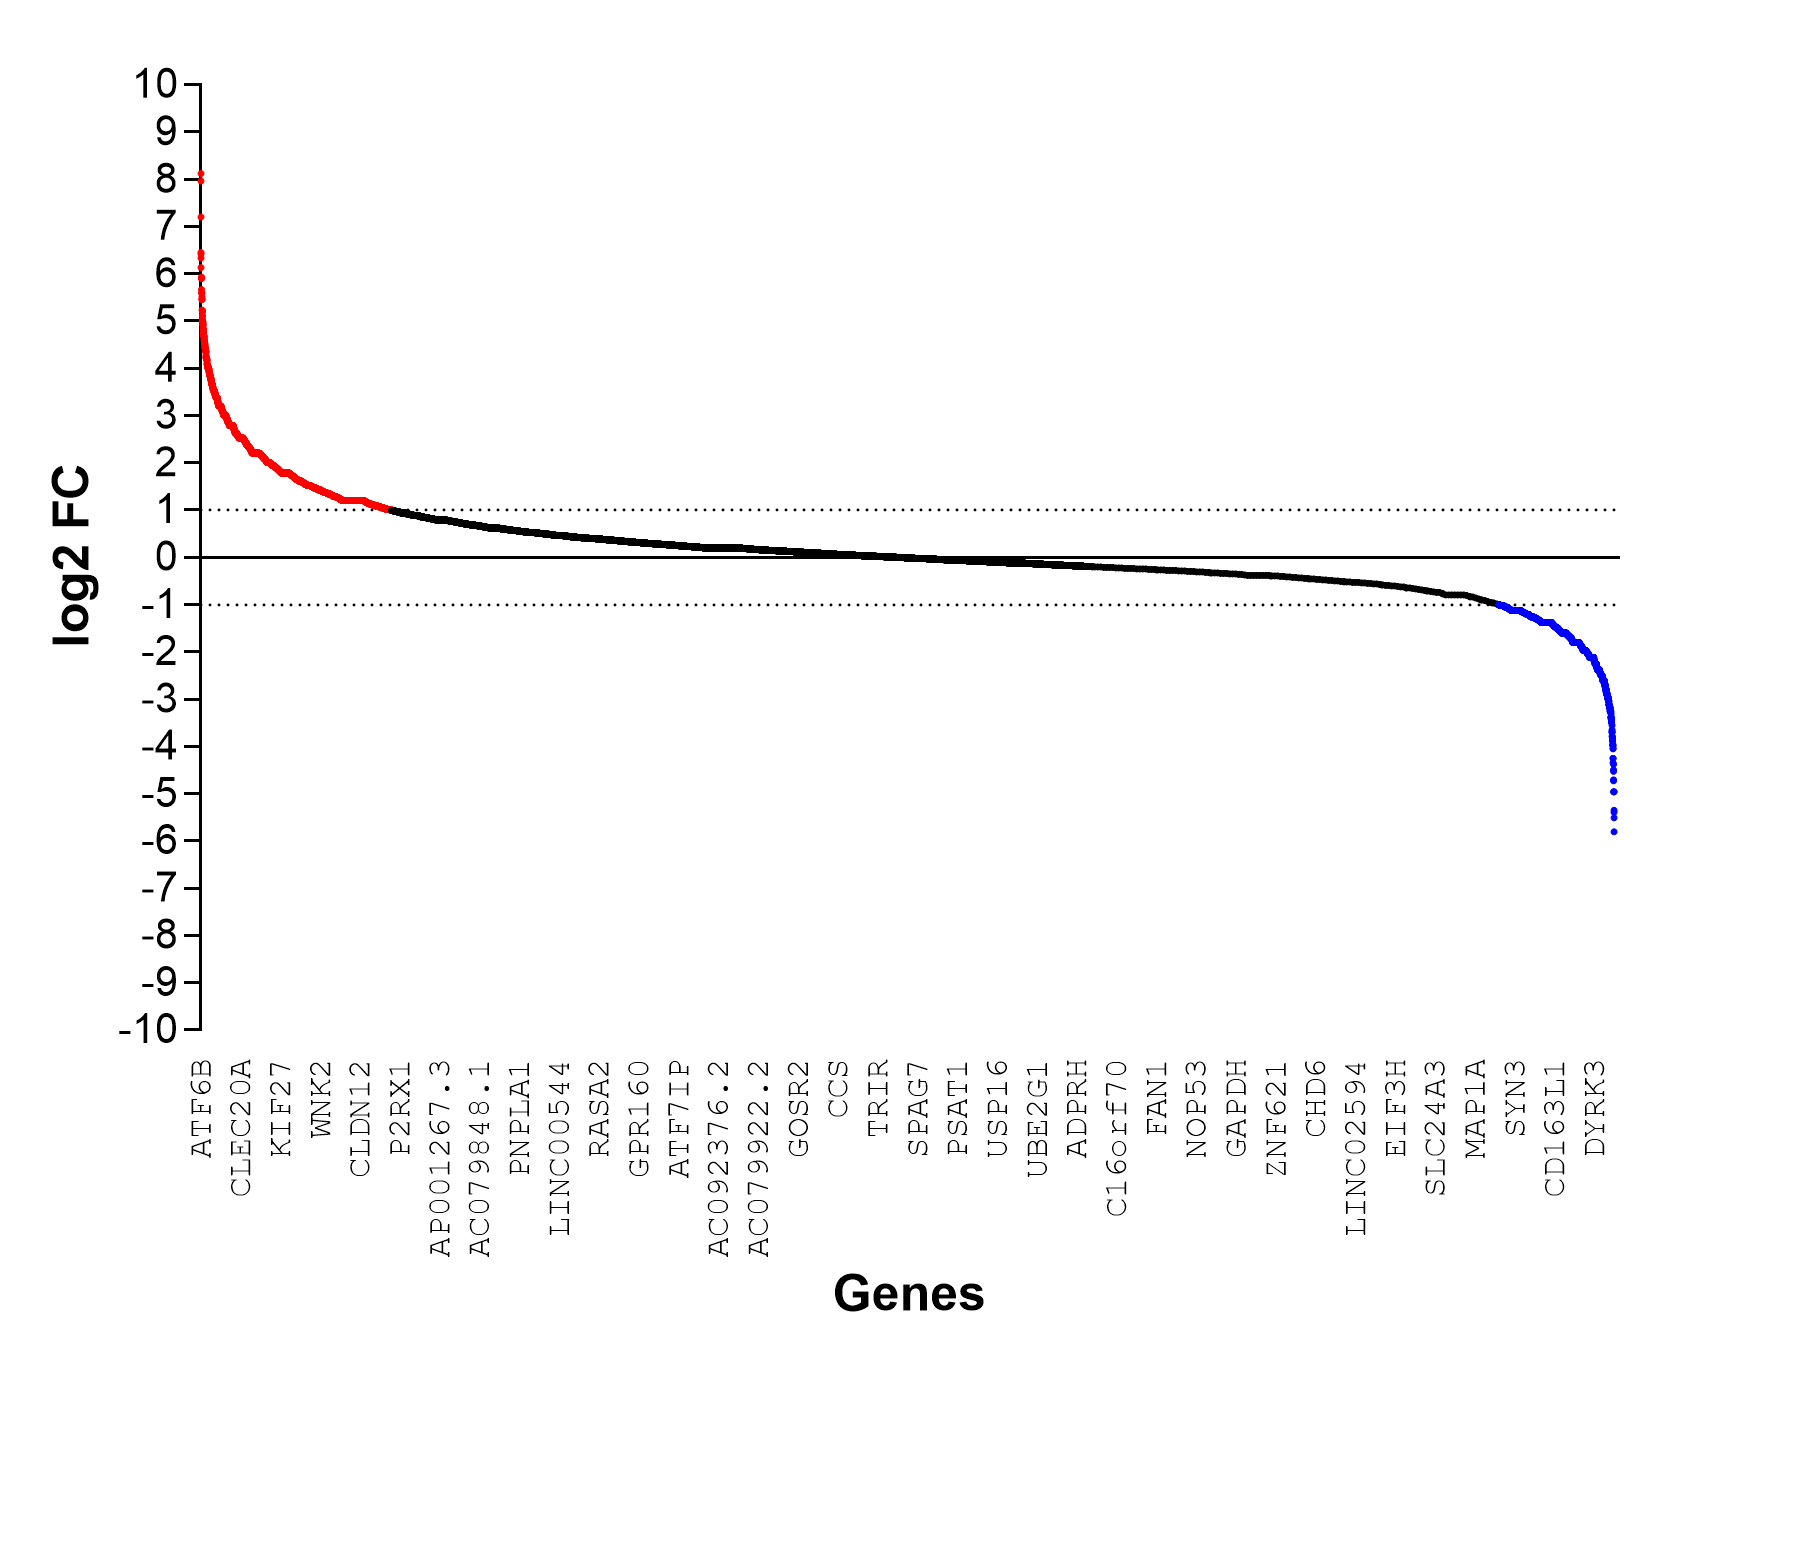 10
9
8
7
6
5
4
3
2
1
0
-1
-2
-3
-4
-5
-6
-7
-8
-9
-10
log2 FC
ATF6B
CLEC20A
KIF27
WNK2
CLDN12
P2RX1
AP001267.3
AC079848.1
PNPLA1
LINC00544
RASA2
GPR160
ATF7IP
AC092376.2
AC079922.2
GOSR2
CCS
TRIR
SPAG7
PSAT1
USP16
UBE2G1
ADPRH
C16orf70
FAN1
NOP53
GAPDH
ZNF621
CHD6
LINC02594
EIF3H
SLC24A3
MAP1A
SYN3
CD163L1
DYRK3
Genes